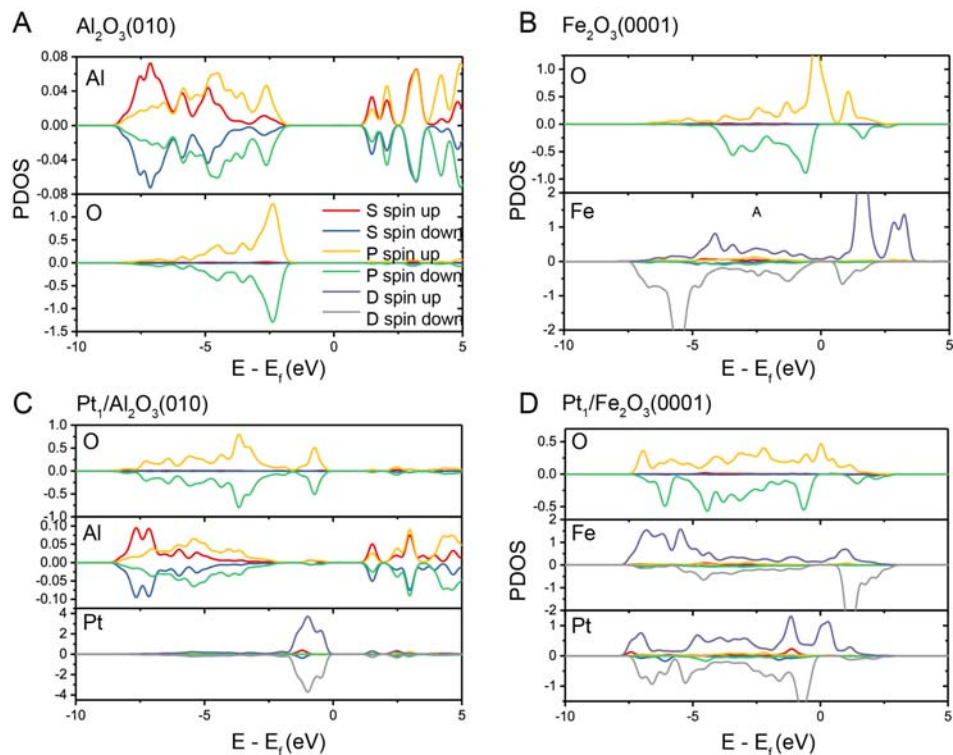 A Al₂O₃(010)
Al
0.08
0.04
0.00
-0.04
-0.08
PDOS
O
1.0
0.5
0.0
-0.5
-1.0
-1.5
S spin up
S spin down
P spin up
P spin down
D spin up
D spin down
-10 -5 0 5
E - E_f (eV)
B Fe₂O₃(0001)
O
1.0
0.5
0.0
-0.5
-1.0
PDOS
Fe
A
2
1
0
-1
-2
-10 -5 0 5
E - E_f (eV)
C Pt₁/Al₂O₃(010)
O
1.0
0.5
0.0
-0.5
-1.0
Al
0.10
0.05
0.00
0.05
0.10
PDOS
Pt
4
2
0
-2
-4
-10 -5 0 5
E - E_f (eV)
D Pt₁/Fe₂O₃(0001)
O
0.5
0.0
-0.5
Fe
2
1
0
-1
-2
PDOS
Pt
1
0
-1
-10 -5 0 5
E - E_f (eV)